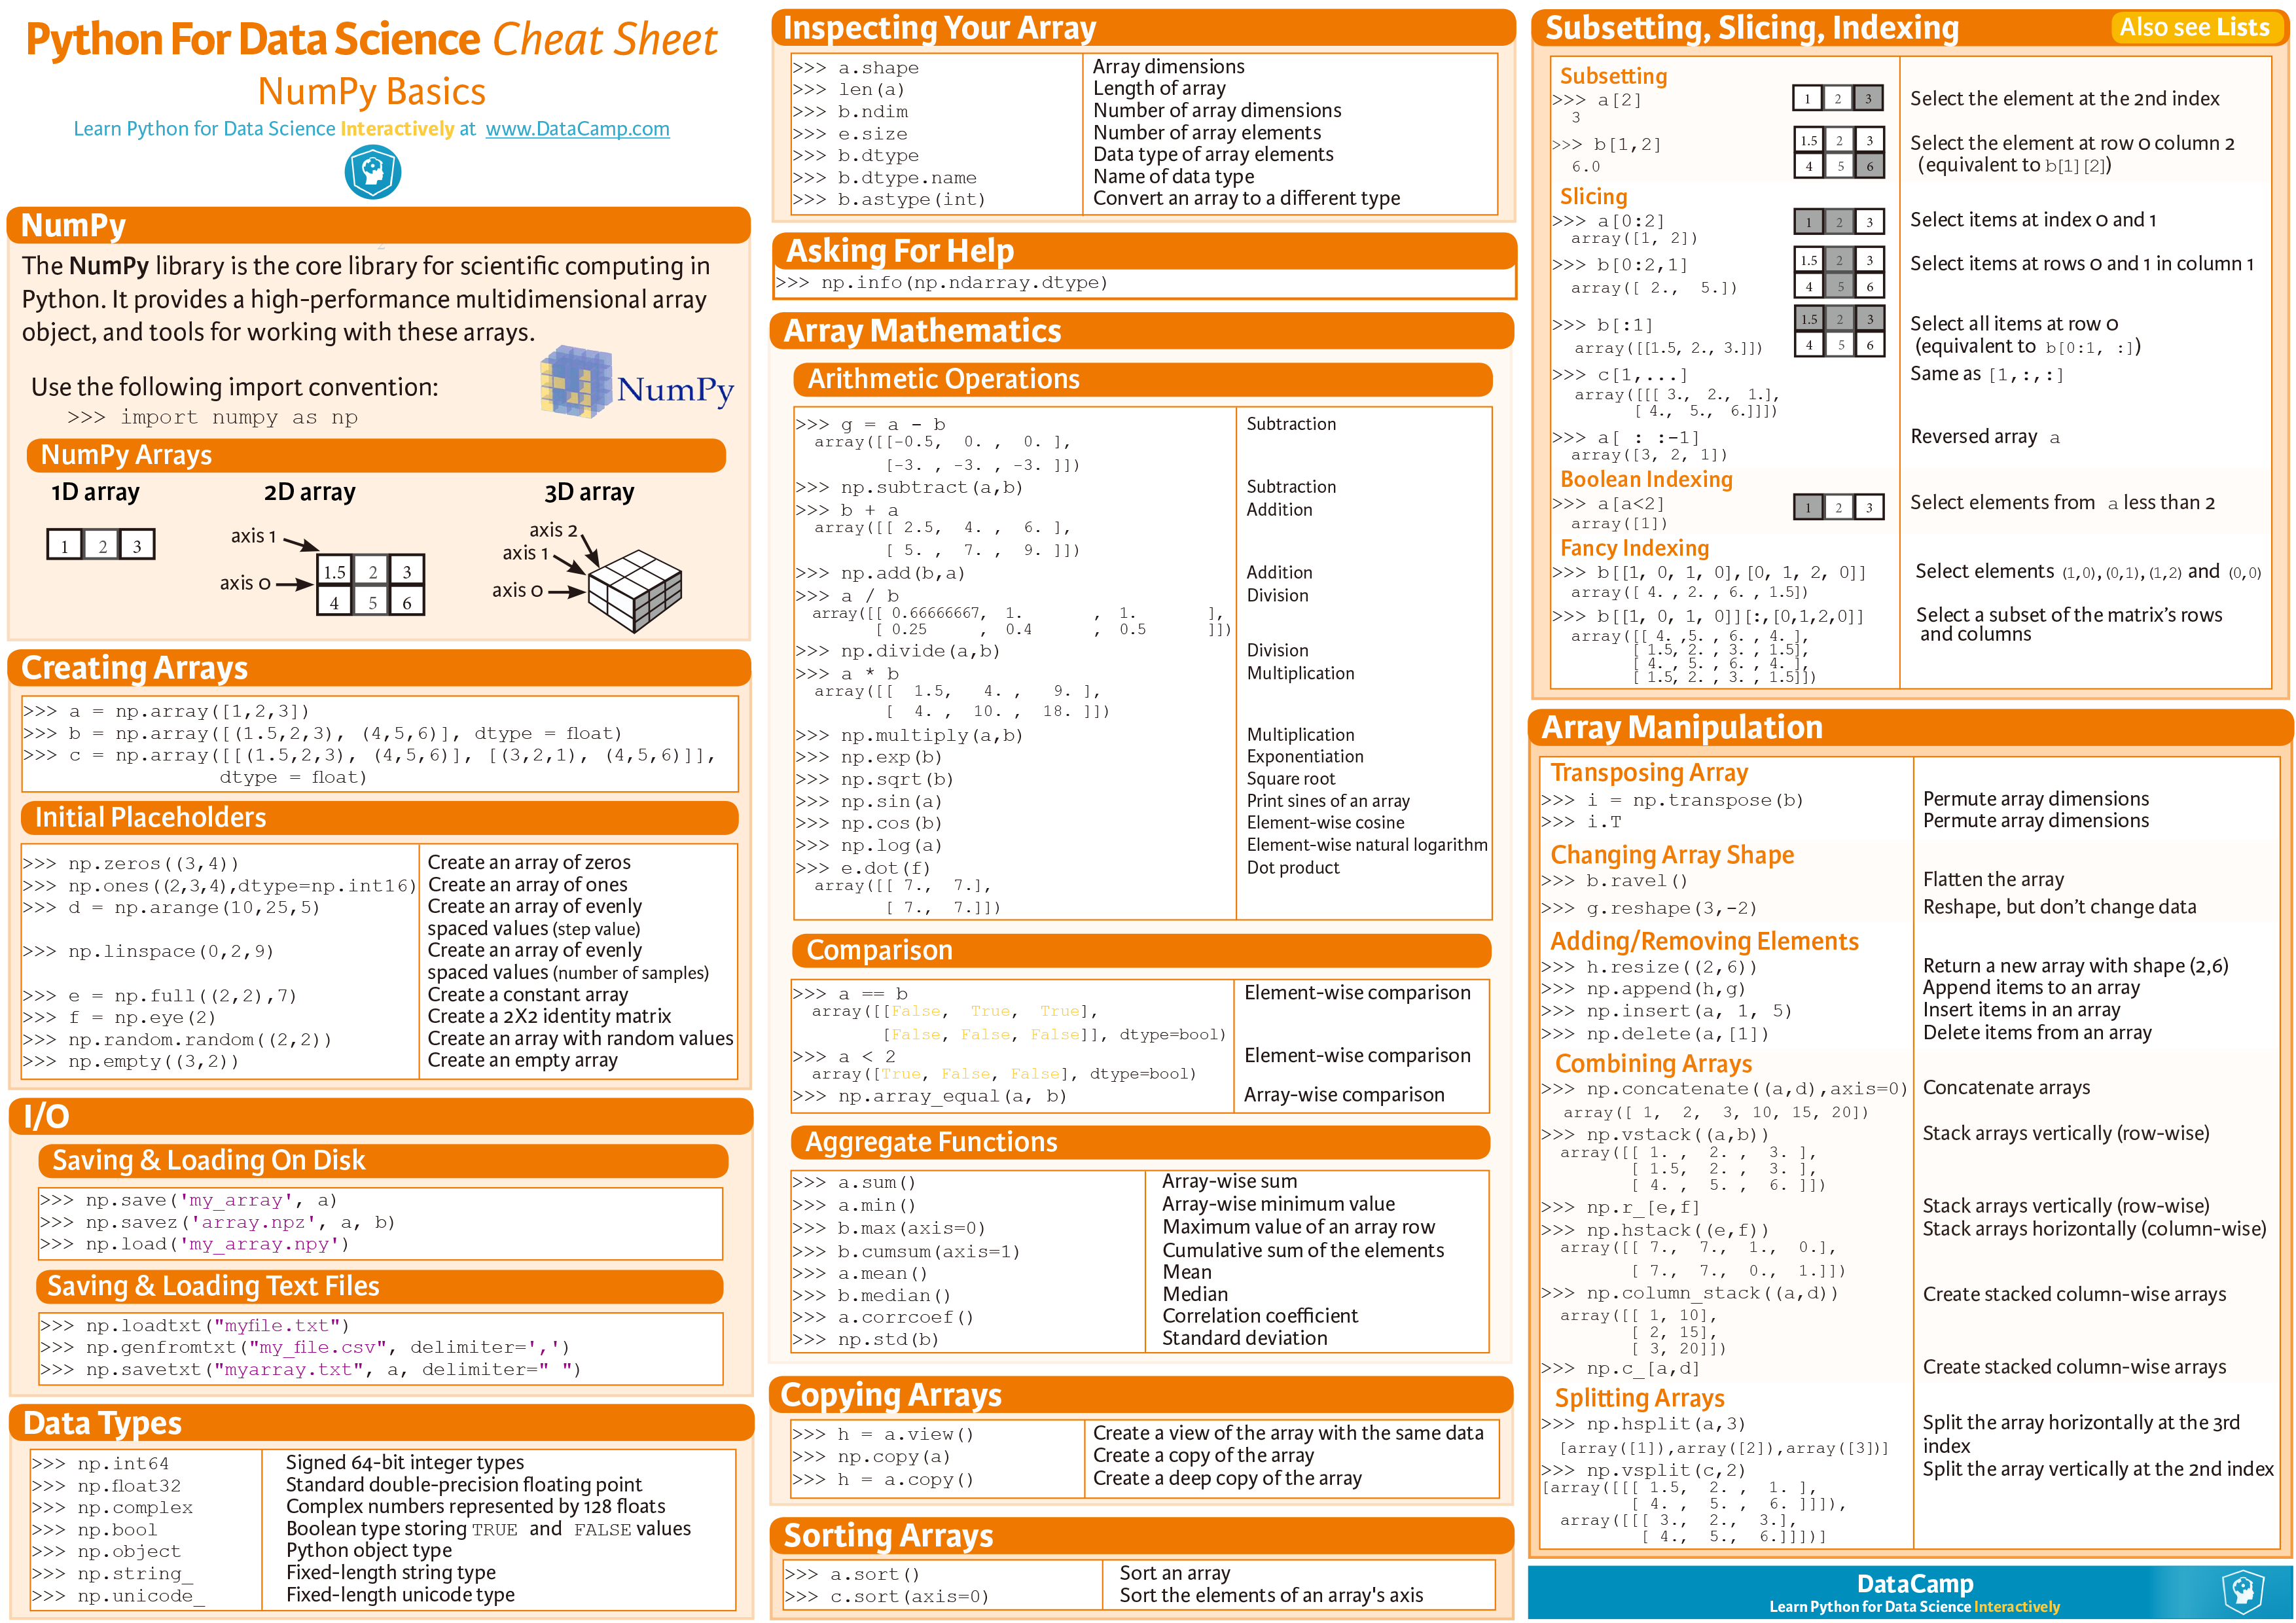 Python For Data Science Cheat Sheet
NumPy Basics
Learn Python for Data Science Interactively at www.DataCamp.com
NumPy
2
The NumPy library is the core library for scientific computing in
Python. It provides a high-performance multidimensional array
object, and tools for working with these arrays.
Use the following import convention:
>>> import numpy as np
NumPy
NumPy Arrays
1D array
2D array
3D array
1 2 3
axis 1
axis 0
1.5 2 3
4 5 6
axis 2
axis 1
axis 0
Creating Arrays
>>> a = np.array([1,2,3])
>>> b = np.array([(1.5,2,3), (4,5,6)], dtype = float)
>>> c = np.array([[(1.5,2,3), (4,5,6)], [(3,2,1), (4,5,6)]],
dtype = float)
Initial Placeholders
>>> np.zeros((3,4)) Create an array of zeros
>>> np.ones((2,3,4),dtype=np.int16) Create an array of ones
>>> d = np.arange(10,25,5) Create an array of evenly
spaced values (step value)
>>> np.linspace(0,2,9) Create an array of evenly
spaced values (number of samples)
>>> e = np.full((2,2),7) Create a constant array
>>> f = np.eye(2) Create a 2X2 identity matrix
>>> np.random.random((2,2)) Create an array with random values
>>> np.empty((3,2)) Create an empty array
I/O
Saving & Loading On Disk
>>> np.save('my_array', a)
>>> np.savez('array.npz', a, b)
>>> np.load('my_array.npy')
Saving & Loading Text Files
>>> np.loadtxt("myfile.txt")
>>> np.genfromtxt("my_file.csv", delimiter=',')
>>> np.savetxt("myarray.txt", a, delimiter=" ")
Data Types
>>> np.int64 Signed 64-bit integer types
>>> np.float32 Standard double-precision floating point
>>> np.complex Complex numbers represented by 128 floats
>>> np.bool Boolean type storing TRUE and FALSE values
>>> np.object Python object type
>>> np.string_ Fixed-length string type
>>> np.unicode_ Fixed-length unicode type
Inspecting Your Array
>>> a.shape Array dimensions
>>> len(a) Length of array
>>> b.ndim Number of array dimensions
>>> e.size Number of array elements
>>> b.dtype Data type of array elements
>>> b.dtype.name Name of data type
>>> b.astype(int) Convert an array to a different type
Asking For Help
>>> np.info(np.ndarray.dtype)
Array Mathematics
Arithmetic Operations
>>> g = a - b Subtraction
array([[-0.5, 0. , 0. ],
[-3. , -3. , -3. ]])
>>> np.subtract(a,b) Subtraction
>>> b + a Addition
array([[ 2.5, 4. , 6. ],
[ 5. , 7. , 9. ]])
>>> np.add(b,a) Addition
>>> a / b Division
array([[ 0.66666667, 1. , 1. ],
[ 0.25 , 0.4 , 0.5 ]])
>>> np.divide(a,b) Division
>>> a * b Multiplication
array([[ 1.5, 4. , 9. ],
[ 4. , 10. , 18. ]])
>>> np.multiply(a,b) Multiplication
>>> np.exp(b) Exponentiation
>>> np.sqrt(b) Square root
>>> np.sin(a) Print sines of an array
>>> np.cos(b) Element-wise cosine
>>> np.log(a) Element-wise natural logarithm
>>> e.dot(f) Dot product
array([[ 7., 7.],
[ 7., 7.]])
Comparison
>>> a == b Element-wise comparison
array([[False, True, True],
[False, False, False]], dtype=bool)
>>> a < 2 Element-wise comparison
array([True, False, False], dtype=bool)
>>> np.array_equal(a, b) Array-wise comparison
Aggregate Functions
>>> a.sum() Array-wise sum
>>> a.min() Array-wise minimum value
>>> b.max(axis=0) Maximum value of an array row
>>> b.cumsum(axis=1) Cumulative sum of the elements
>>> a.mean() Mean
>>> b.median() Median
>>> a.corrcoef() Correlation coefficient
>>> np.std(b) Standard deviation
Copying Arrays
>>> h = a.view() Create a view of the array with the same data
>>> np.copy(a) Create a copy of the array
>>> h = a.copy() Create a deep copy of the array
Sorting Arrays
>>> a.sort() Sort an array
>>> c.sort(axis=0) Sort the elements of an array's axis
Subsetting, Slicing, Indexing
Also see Lists
Subsetting
>>> a[2] 1 2 3 Select the element at the 2nd index
3
>>> b[1,2] 1.5 2 3 Select the element at row 0 column 2
6.0 4 5 6 (equivalent to b[1][2])
Slicing
>>> a[0:2] 1 2 3 Select items at index 0 and 1
array([1, 2])
>>> b[0:2,1] 1.5 2 3 Select items at rows 0 and 1 in column 1
array([ 2., 5.]) 4 5 6
>>> b[:1] 1.5 2 3 Select all items at row 0
array([[1.5, 2., 3.]]) 4 5 6 (equivalent to b[0:1, :])
>>> c[1,...] Same as [1,:,:]
array([[[ 3., 2., 1.],
[ 4., 5., 6.]]])
>>> a[ : :-1] Reversed array a
array([3, 2, 1])
Boolean Indexing
>>> a[a<2] 1 2 3 Select elements from a less than 2
array([1])
Fancy Indexing
>>> b[[1, 0, 1, 0],[0, 1, 2, 0]] Select elements (1,0),(0,1),(1,2) and (0,0)
array([ 4. , 2. , 6. , 1.5])
>>> b[[1, 0, 1, 0]][:,[0,1,2,0]] Select a subset of the matrix's rows
and columns
array([[ 4. ,5. , 6. , 4. ],
[ 1.5, 2. , 3. , 1.5],
[ 4. , 5. , 6. , 4. ],
[ 1.5, 2. , 3. , 1.5]])
Array Manipulation
Transposing Array
>>> i = np.transpose(b) Permute array dimensions
>>> i.T Permute array dimensions
Changing Array Shape
>>> b.ravel() Flatten the array
>>> g.reshape(3,-2) Reshape, but don't change data
Adding/Removing Elements
>>> h.resize((2,6)) Return a new array with shape (2,6)
>>> np.append(h,g) Append items to an array
>>> np.insert(a, 1, 5) Insert items in an array
>>> np.delete(a,[1]) Delete items from an array
Combining Arrays
>>> np.concatenate((a,d),axis=0) Concatenate arrays
array([ 1, 2, 3, 10, 15, 20])
>>> np.vstack((a,b)) Stack arrays vertically (row-wise)
array([[ 1. , 2. , 3. ],
[ 1.5, 2. , 3. ],
[ 4. , 5. , 6. ]])
>>> np.r_[e,f] Stack arrays vertically (row-wise)
>>> np.hstack((e,f)) Stack arrays horizontally (column-wise)
array([[ 7., 7., 1., 0.],
[ 7., 7., 0., 1.]])
>>> np.column_stack((a,d)) Create stacked column-wise arrays
array([[ 1, 10],
[ 2, 15],
[ 3, 20]])
>>> np.c_[a,d] Create stacked column-wise arrays
Splitting Arrays
>>> np.hsplit(a,3) Split the array horizontally at the 3rd
index
[array([1]),array([2]),array([3])]
>>> np.vsplit(c,2) Split the array vertically at the 2nd index
[array([[[ 1.5, 2. , 1. ],
[ 4. , 5. , 6. ]]]),
array([[[ 3., 2., 3.],
[ 4., 5., 6.]]])]
DataCamp
Learn Python for Data Science Interactively